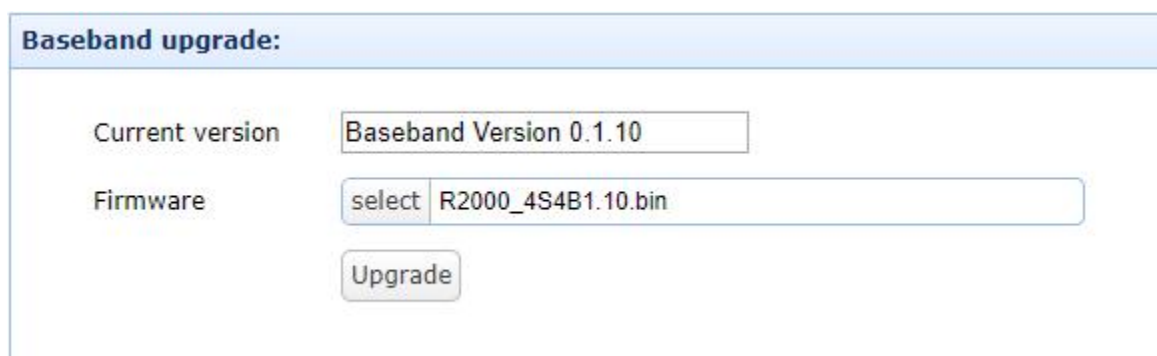 Baseband upgrade:
Current version Baseband Version 0.1.10
Firmware select R2000_4S4B1.10.bin
Upgrade